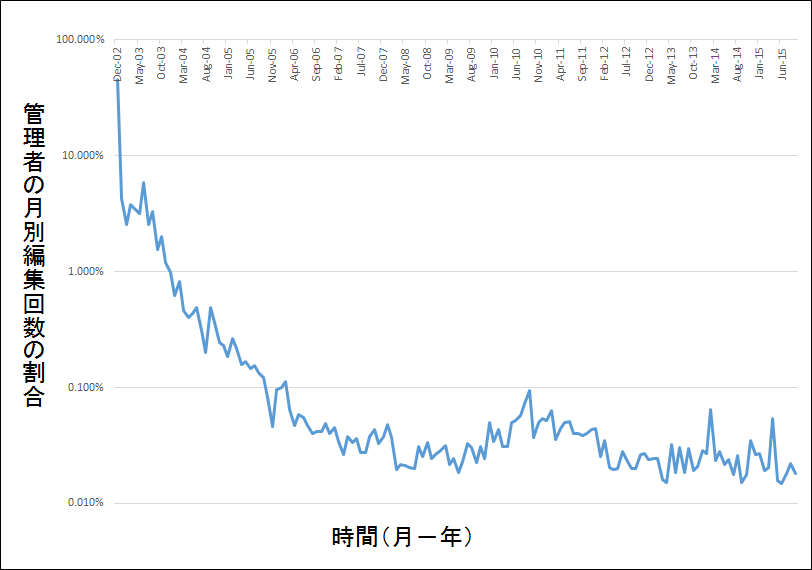 100.000%
10.000%
1.000%
0.100%
0.010%
Dec-02
May-03
Oct-03
Mar-04
Aug-04
Jan-05
Jun-05
Nov-05
Apr-06
Sep-06
Feb-07
Jul-07
Dec-07
May-08
Oct-08
Mar-09
Aug-09
Jan-10
Jun-10
Nov-10
Apr-11
Sep-11
Feb-12
Jul-12
Dec-12
May-13
Oct-13
Mar-14
Aug-14
Jan-15
Jun-15
管理者の月別編集回数の割合
時間（月－年）